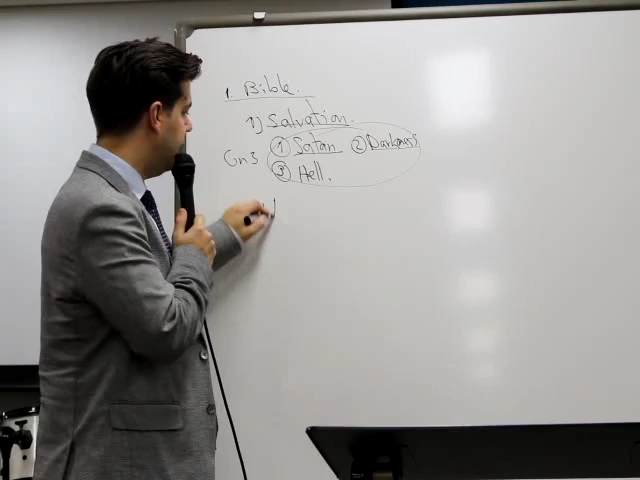 1. Bible.
1) Salvation.
Gn 3 ① Satan ② Darkness
③ Hell.